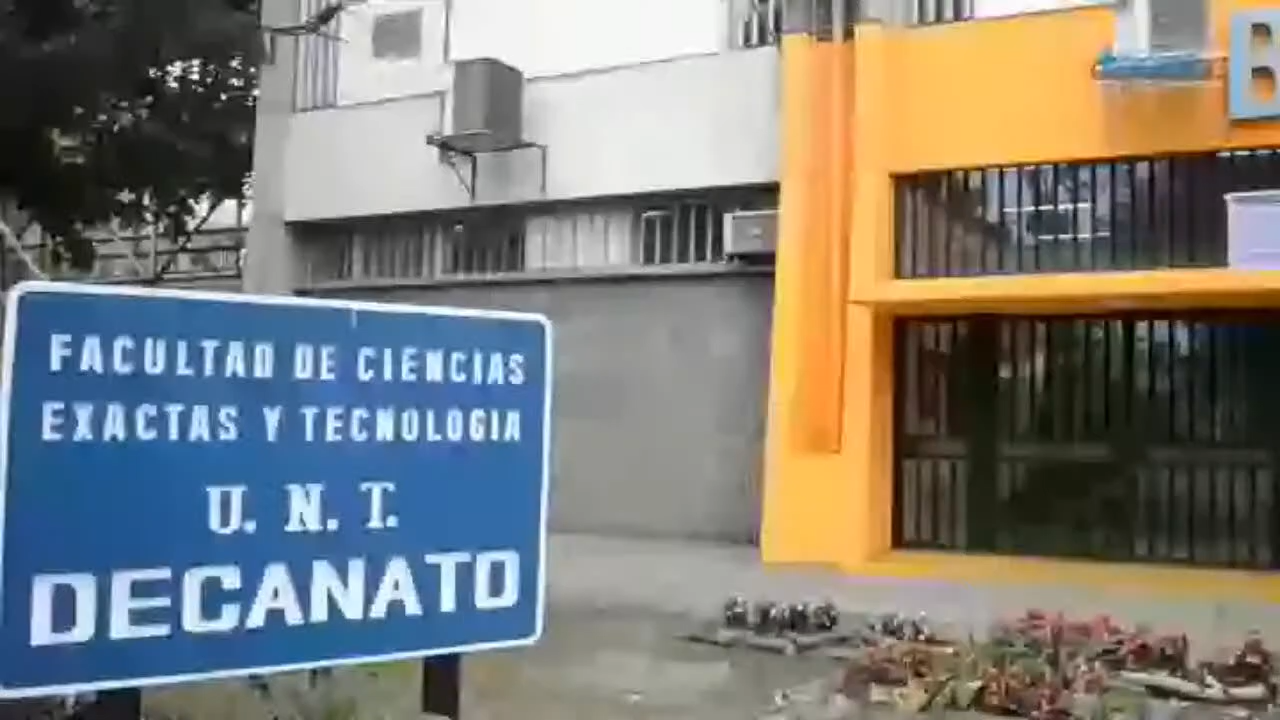 FACULTAD DE CIENCIAS
EXACTAS Y TECNOLOGIA
U. N. T.
DECANATO
B